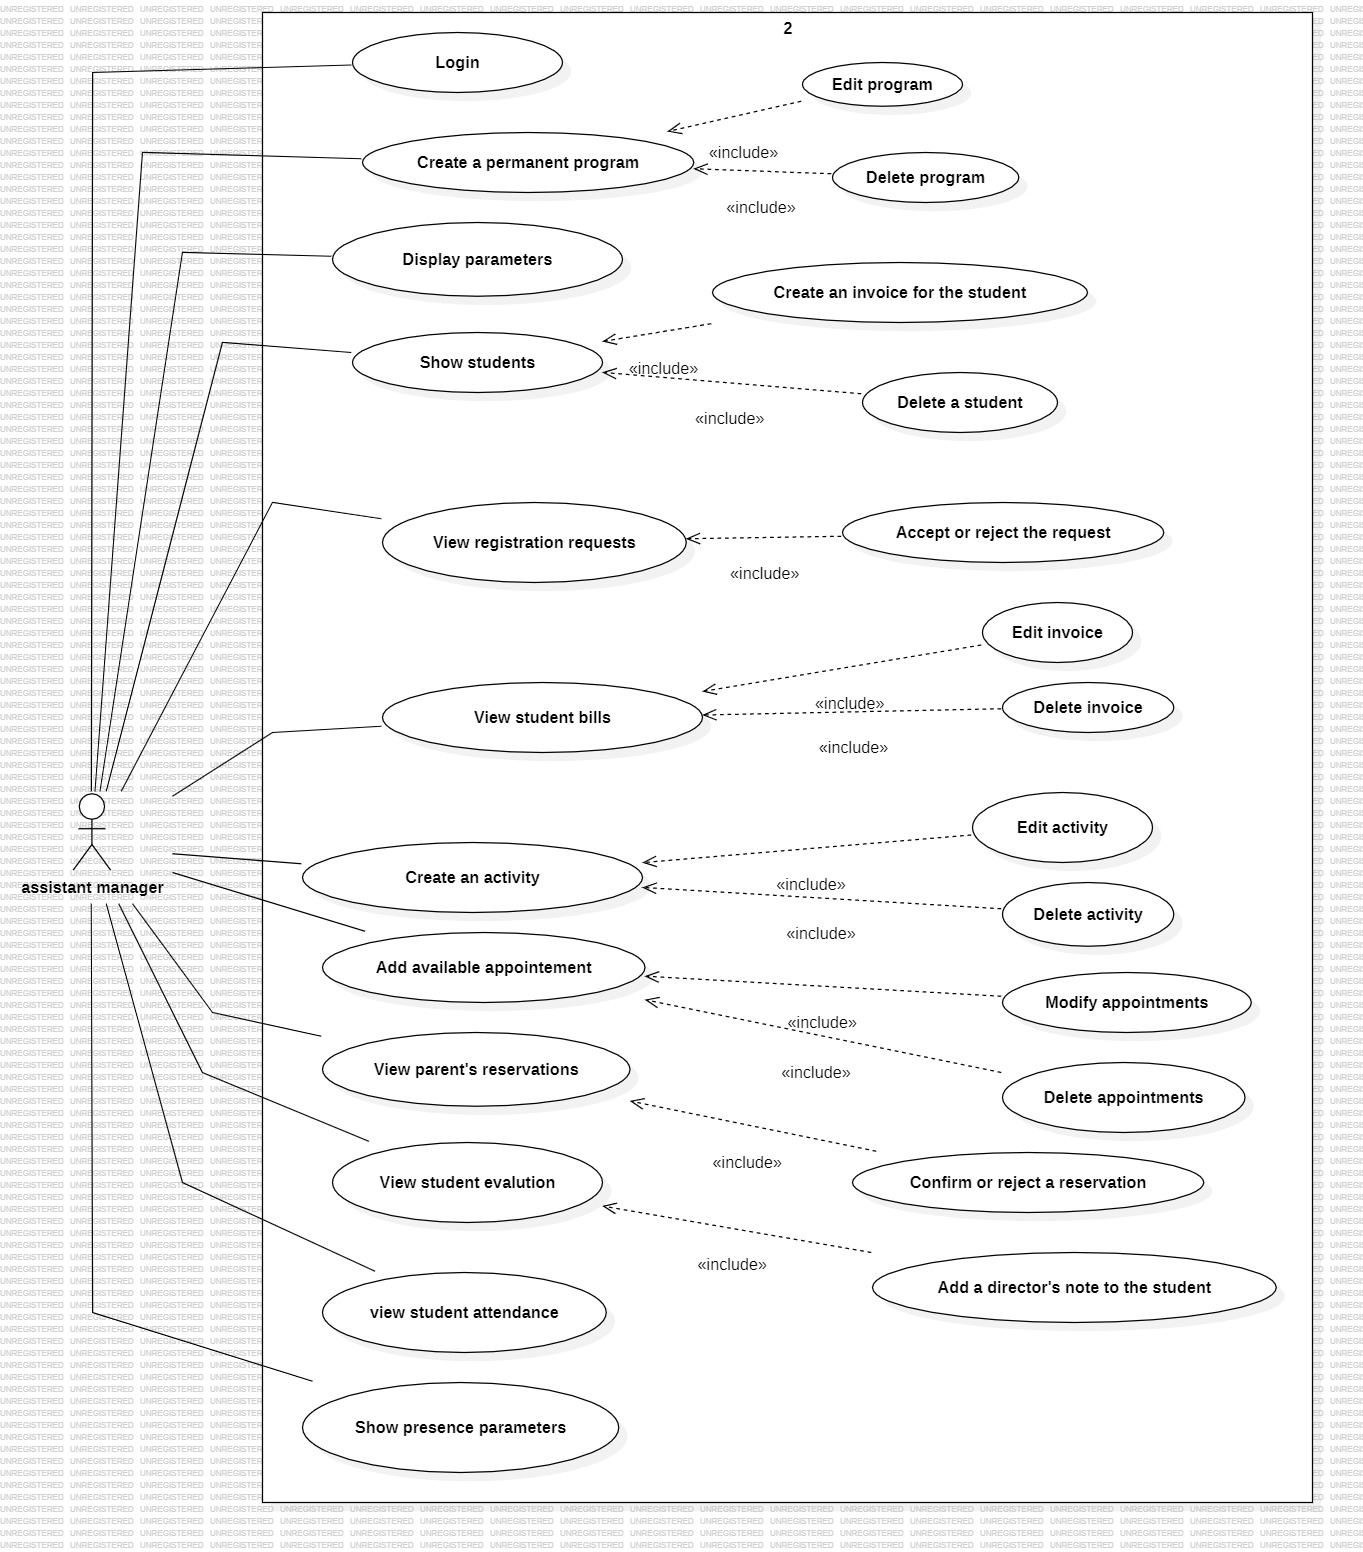 2
Login
Edit program
Create a permanent program
«include»
Delete program
«include»
Display parameters
Create an invoice for the student
Show students
«include»
Delete a student
«include»
View registration requests
Accept or reject the request
«include»
Edit invoice
View student bills
«include»
Delete invoice
«include»
Edit activity
assistant manager
Create an activity
«include»
Delete activity
«include»
Add available appointement
Modify appointments
«include»
View parent's reservations
«include»
Delete appointments
«include»
View student evalution
Confirm or reject a reservation
«include»
Add a director's note to the student
view student attendance
Show presence parameters
UNREGISTERED